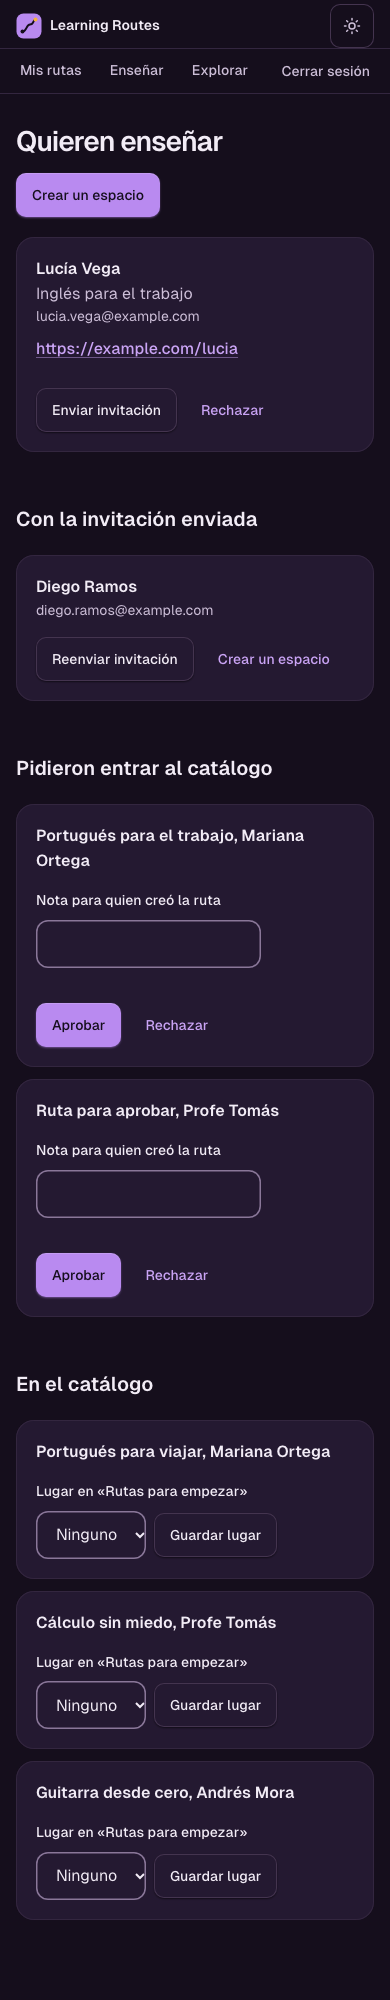 Learning Routes
Mis rutas
Enseñar
Explorar
Cerrar sesión
Quieren enseñar
Crear un espacio
Lucía Vega
Inglés para el trabajo
lucia.vega@example.com
https://example.com/lucia
Enviar invitación
Rechazar
Con la invitación enviada
Diego Ramos
diego.ramos@example.com
Reenviar invitación
Crear un espacio
Pidieron entrar al catálogo
Portugués para el trabajo, Mariana
Ortega
Nota para quien creó la ruta
Aprobar
Rechazar
Ruta para aprobar, Profe Tomás
Nota para quien creó la ruta
Aprobar
Rechazar
En el catálogo
Portugués para viajar, Mariana Ortega
Lugar en «Rutas para empezar»
Ninguno
Guardar lugar
Cálculo sin miedo, Profe Tomás
Lugar en «Rutas para empezar»
Ninguno
Guardar lugar
Guitarra desde cero, Andrés Mora
Lugar en «Rutas para empezar»
Ninguno
Guardar lugar